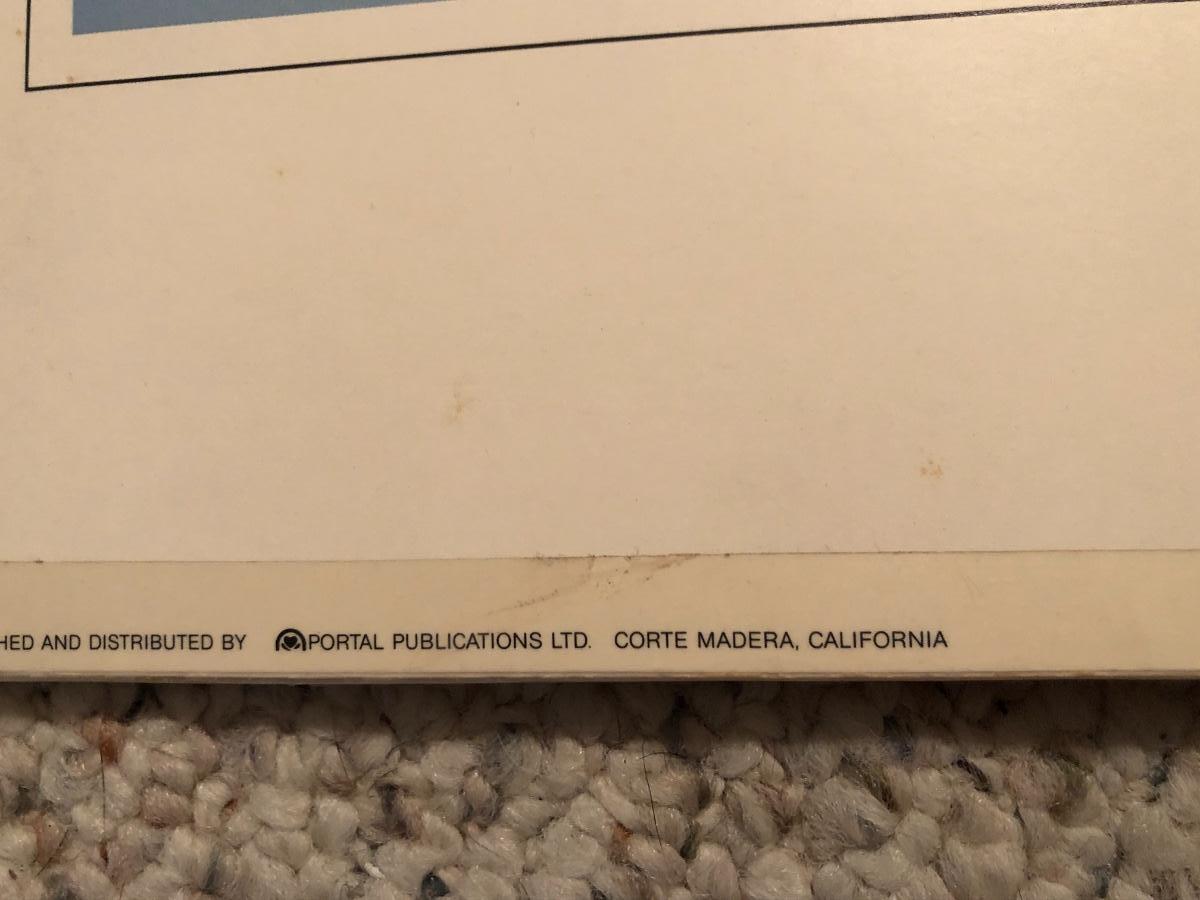 HED AND DISTRIBUTED BY PORTAL PUBLICATIONS LTD. CORTE MADERA, CALIFORNIA